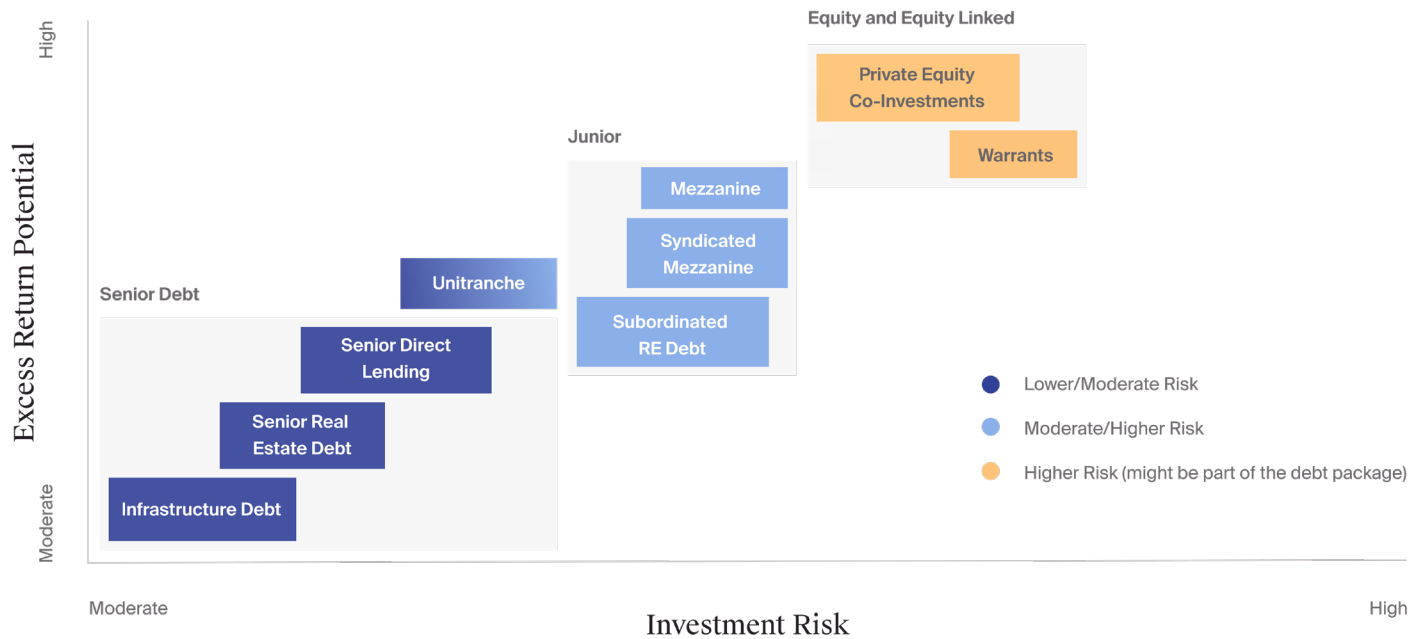 High
Excess Return Potential
Moderate
Equity and Equity Linked
Private Equity
Co-Investments
Warrants
Junior
Mezzanine
Syndicated
Mezzanine
Subordinated
RE Debt
Unitranche
Senior Debt
Senior Direct
Lending
Senior Real
Estate Debt
Infrastructure Debt
Lower/Moderate Risk
Moderate/Higher Risk
Higher Risk (might be part of the debt package)
Moderate
Investment Risk
High